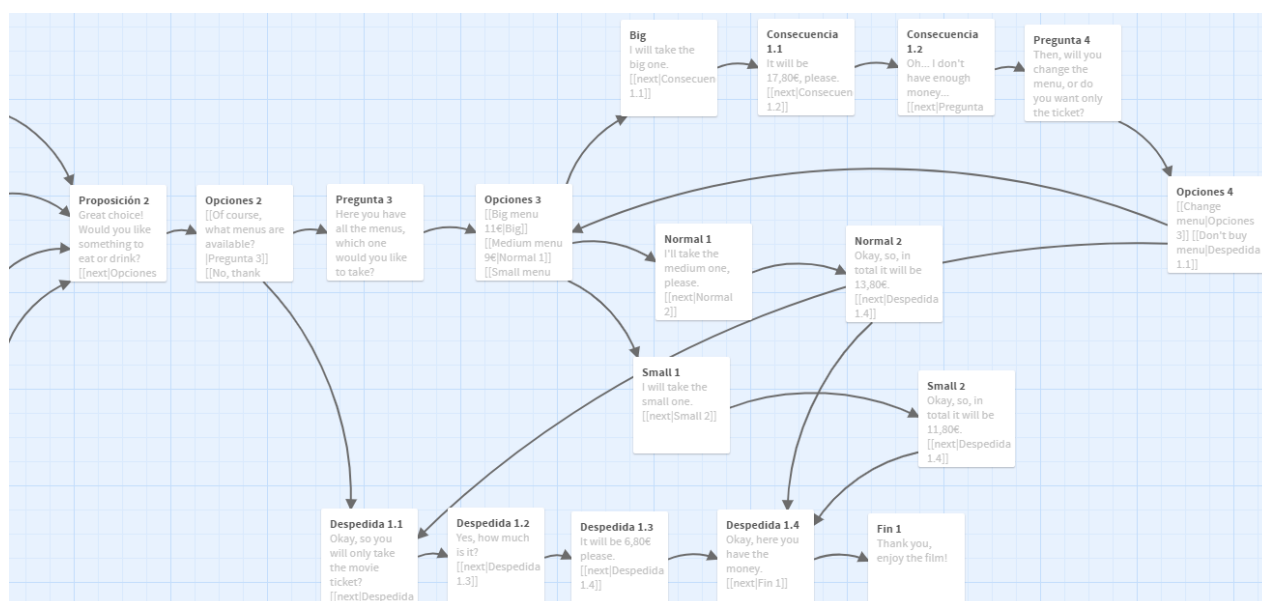 Big
I will take the
big one.
[[next|Consecuen
1.1]]
Consecuencia
1.1
It will be
17,80€, please.
[[next|Consecuen
1.2]]
Consecuencia
1.2
Oh... I don't
have enough
money...
[[next|Pregunta
Pregunta 4
Then, will you
change the
menu, or do
you want only
the ticket?
Proposición 2
Great choice!
Would you like
something to
eat or drink?
[[next|Opciones
Opciones 2
[[Of course,
what menus are
available?
|Pregunta 3]]
[[No, thank
Pregunta 3
Here you have
all the menus,
which one
would you like
to take?
Opciones 3
[[Big menu
11€|Big]]
[[Medium menu
9€|Normal 1]]
[[Small menu
Opciones 4
[[Change
menu|Opciones
3]] [[Don't buy
menu|Despedida
1.1]]
Normal 1
I'll take the
medium one,
please.
[[next|Normal
2]]
Normal 2
Okay, so, in
total it will be
13,80€.
[[next|Despedida
1.4]]
Small 1
I will take the
small one.
[[next|Small 2]]
Small 2
Okay, so, in
total it will be
11,80€.
[[next|Despedida
1.4]]
Despedida 1.1
Okay, so you
will only take
the movie
ticket?
[[next|Despedida
Despedida 1.2
Yes, how much
is it?
[[next|Despedida
1.3]]
Despedida 1.3
It will be 6,80€
please.
[[next|Despedida
1.4]]
Despedida 1.4
Okay, here you
have the
money.
[[next|Fin 1]]
Fin 1
Thank you,
enjoy the film!